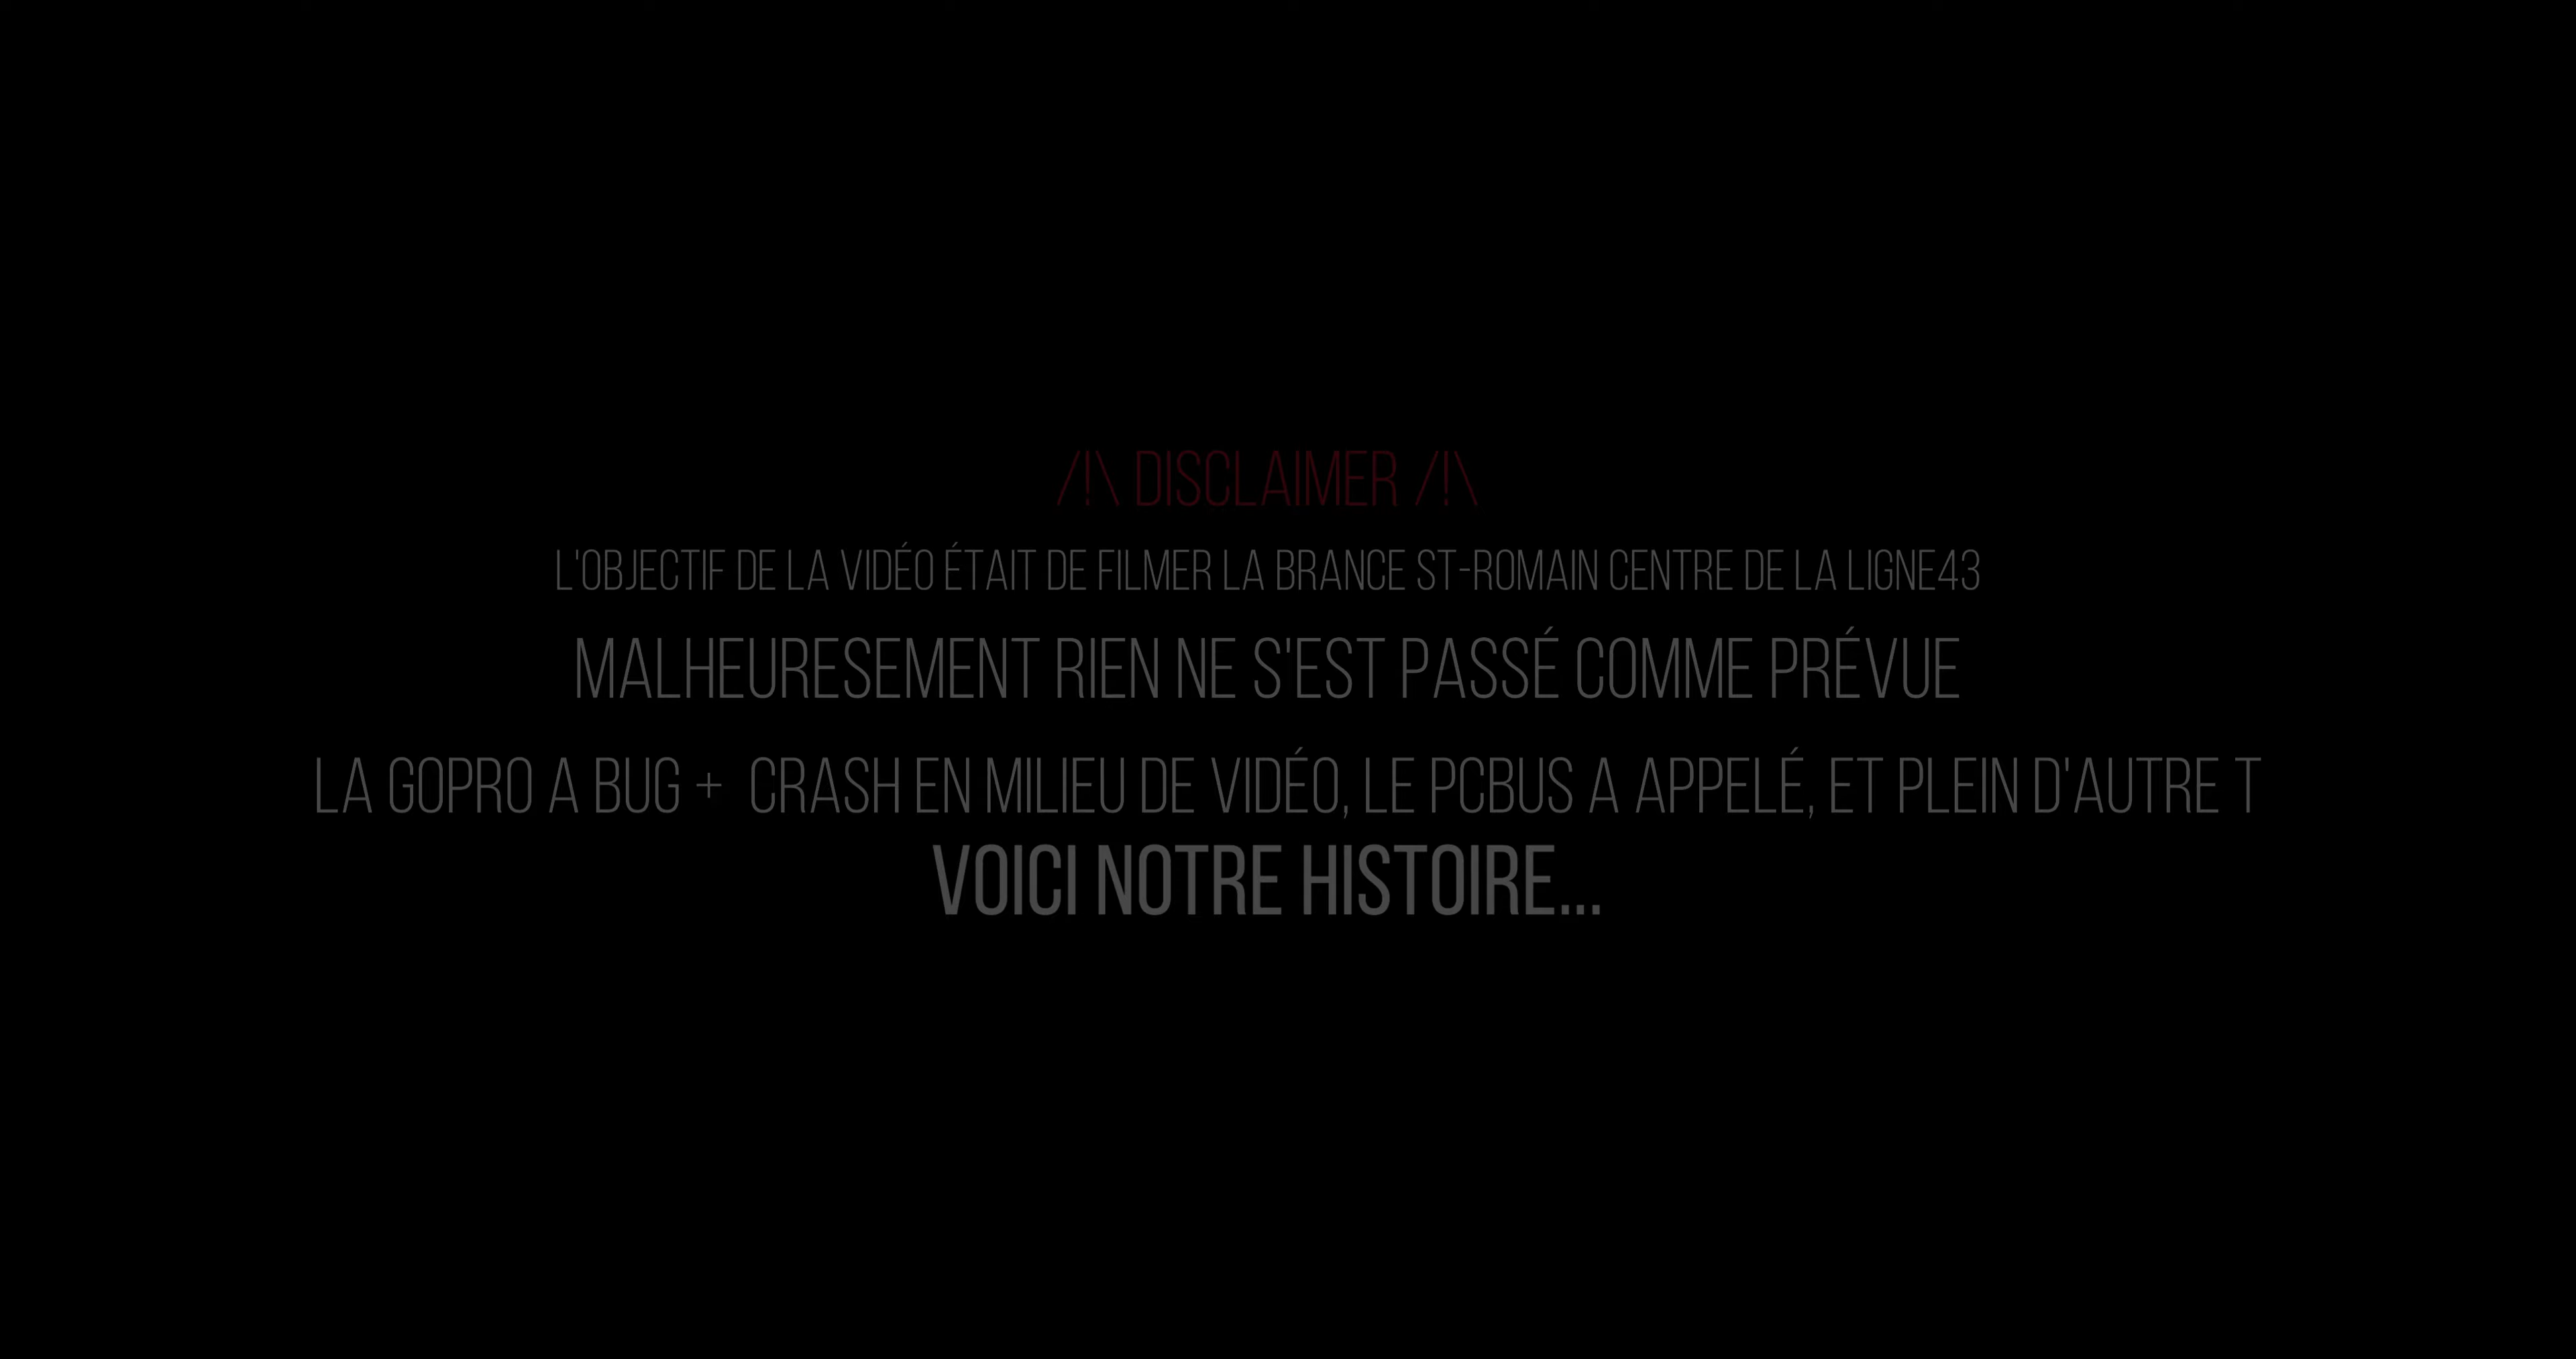 /!\ DISCLAIMER /!\
L'OBJECTIF DE LA VIDÉO ÉTAIT DE FILMER LA BRANCE ST-ROMAIN CENTRE DE LA LIGNE43
MALHEURESEMENT RIEN NE S'EST PASSÉ COMME PRÉVUE
LA GOPRO A BUG + CRASH EN MILIEU DE VIDÉO, LE PCBUS A APPELÉ, ET PLEIN D'AUTRE T
VOICI NOTRE HISTOIRE...